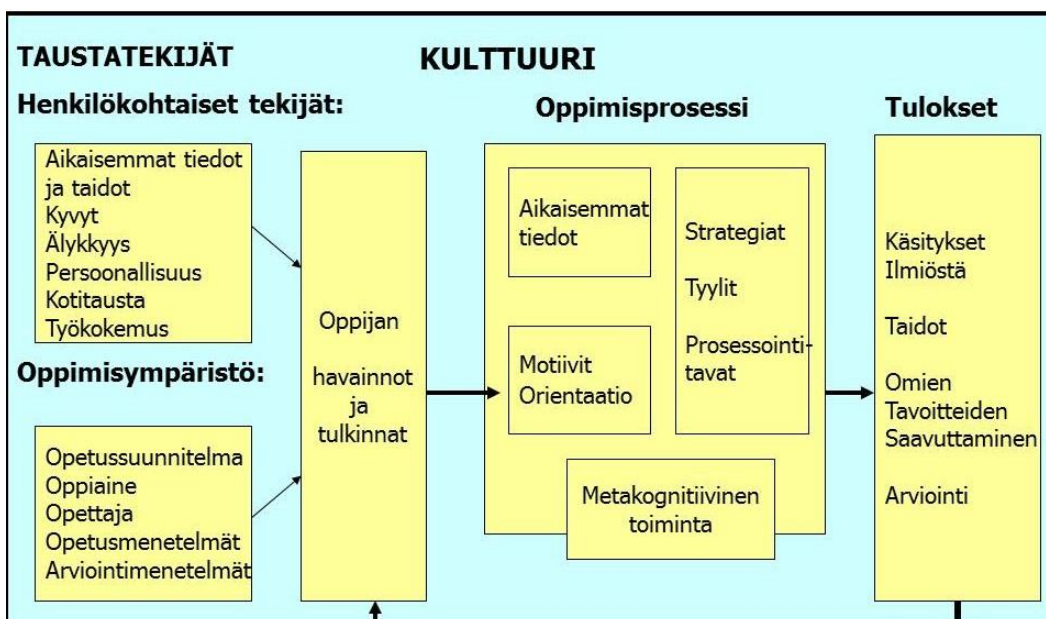 TAUSTATEKIJÄT
KULTTUURI
Henkilökohtaiset tekijät:
Aikaisemmat tiedot
ja taidot
Kyvyt
Älykkyys
Persoonallisuus
Kotitausta
Työkokemus
Oppimisympäristö:
Opetussuunnitelma
Oppiaine
Opettaja
Opetusmenetelmät
Arviointimenetelmät
Oppijan
havainnot
ja
tulkinnat
Oppimisprosessi
Aikaisemmat
tiedot
Motiivit
Orientaatio
Strategiat
Tyylit
Prosessointi-
tavat
Metakognitiivinen
toiminta
Tulokset
Käsitykset
Ilmiöstä
Taidot
Omien
Tavoitteiden
Saavuttaminen
Arviointi